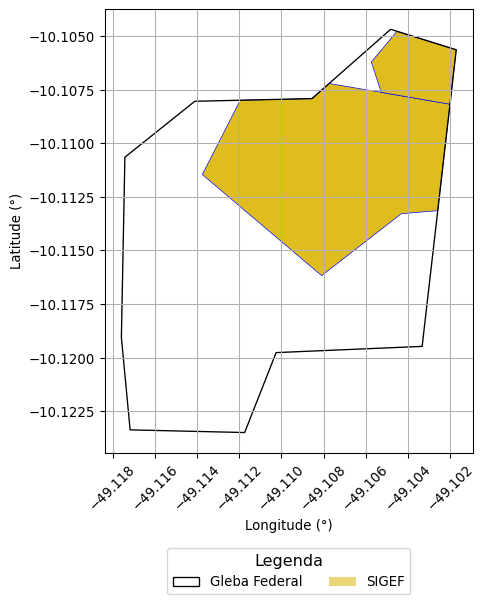 −10.1050
−10.1075
−10.1100
−10.1125
−10.1150
−10.1175
−10.1200
−10.1225
Latitude (°)
−49.118 −49.116 −49.114 −49.112 −49.110 −49.108 −49.106 −49.104 −49.102
Longitude (°)
Legenda
Gleba Federal SIGEF